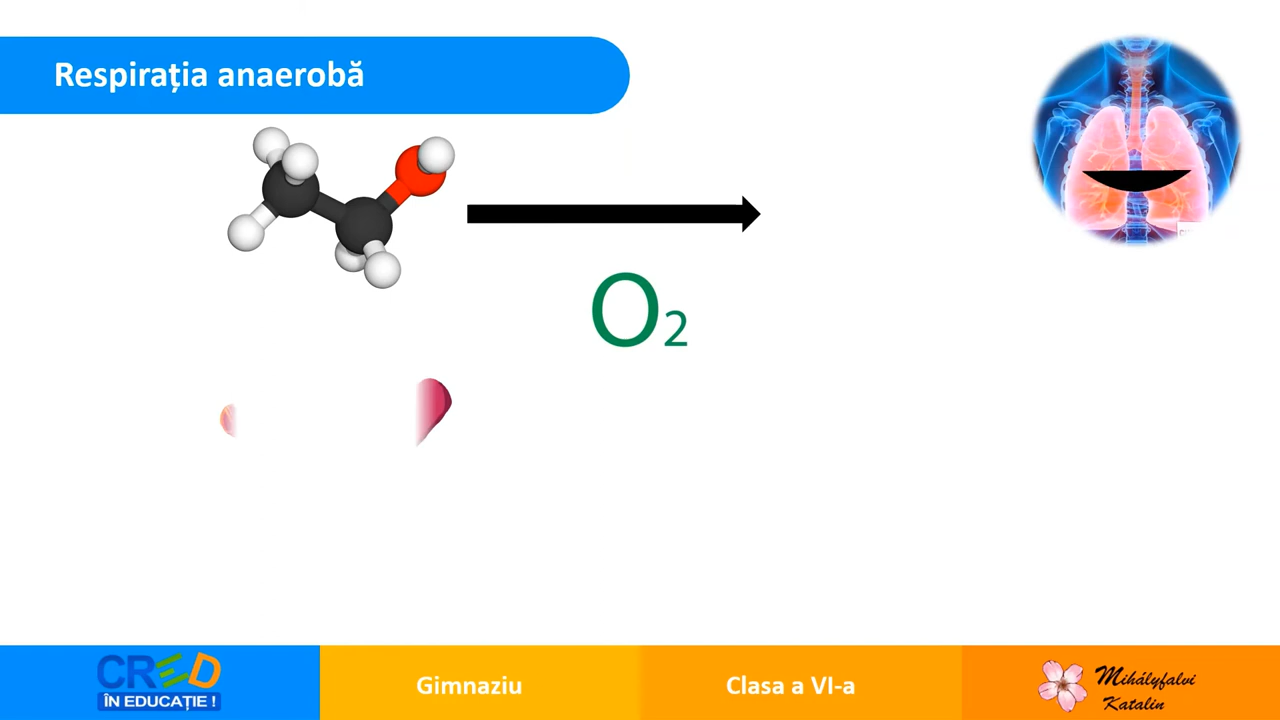 Respirația anaerobă
O₂
CRED
ÎN EDUCAȚIE !
Gimnaziu
Clasa a VI-a
Mihályfalvi
Katalin